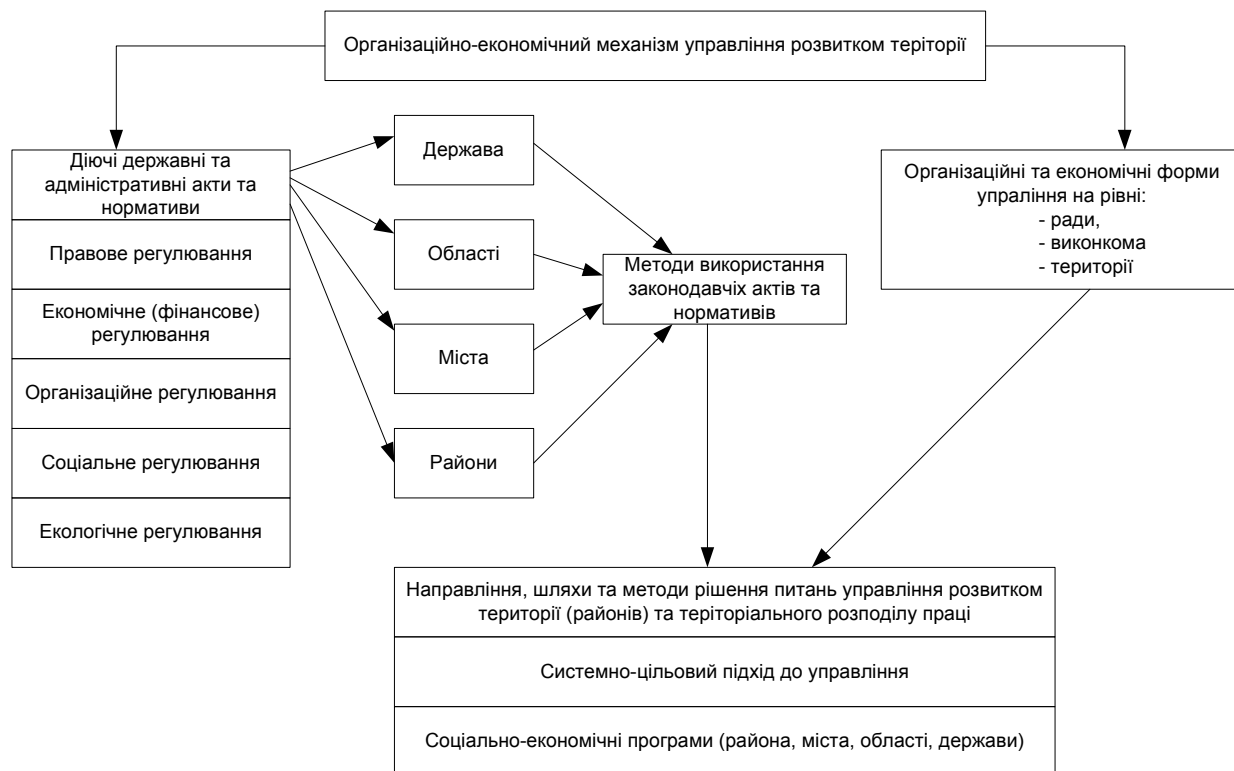 Організаційно-економічний механізм управління розвитком теріторії
Діючі державні та
адміністративні акти та
нормативи
Правове регулювання
Економічне (фінансове)
регулювання
Організаційне регулювання
Соціальне регулювання
Екологічне регулювання
Держава
Області
Міста
Райони
Методи використання
законодавчіх актів та
нормативів
Організаційні та економічні форми
упраління на рівні:
- ради,
- виконкома
- території
Направління, шляхи та методи рішення питань управління розвитком
території (районів) та теріторіального розподілу праці
Системно-цільовий підхід до управління
Соціально-економічні програми (района, міста, області, держави)